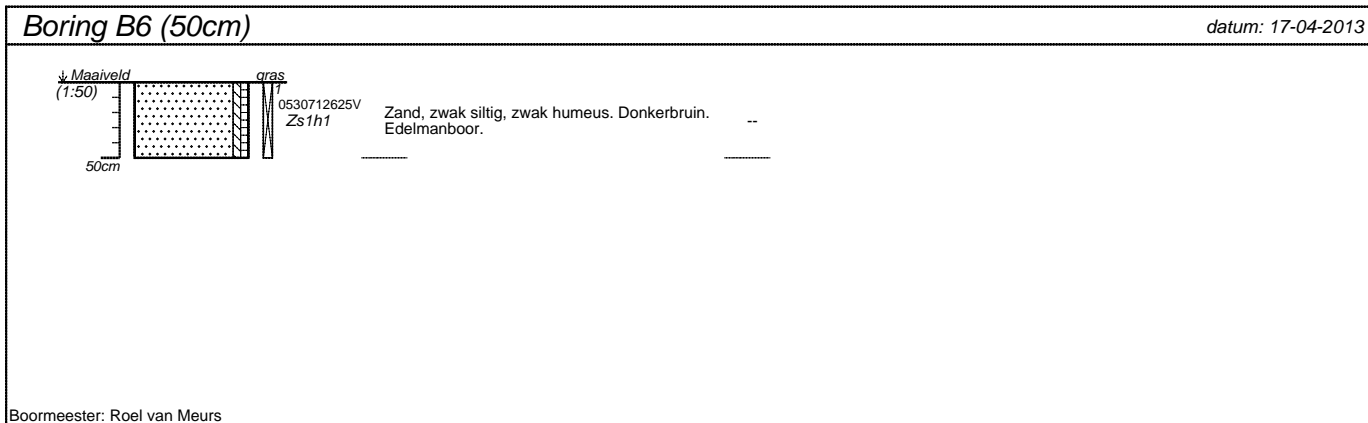 Boring B6 (50cm)
datum: 17-04-2013
Maaiveld
gras
(1:50)
1
0530712625V
Zs1h1
Zand, zwak siltig, zwak humeus. Donkerbruin.
Edelmanboor.
--
50cm
Boormeester: Roel van Meurs